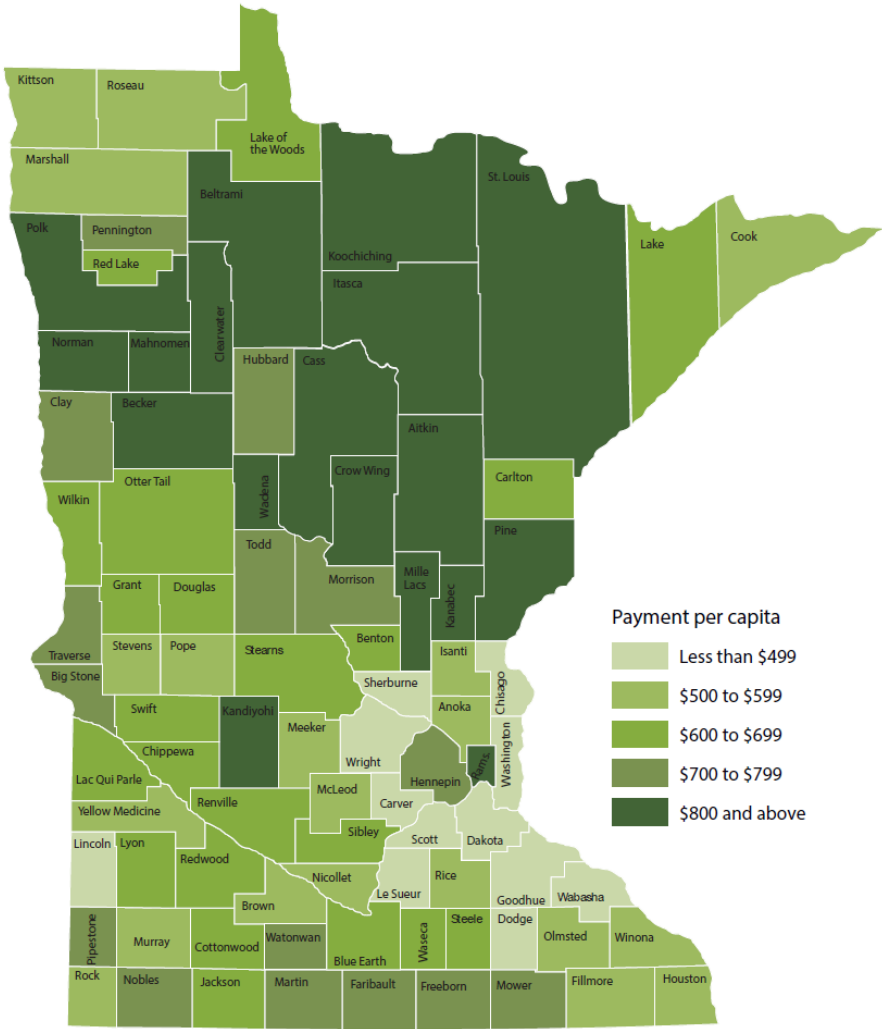 Kittson
Roseau
Lake of
the Woods
Marshall
Beltrami
St. Louis
Polk
Pennington
Koochiching
Lake
Cook
Red Lake
Itasca
Clearwater
Norman
Mahnomen
Hubbard
Cass
Clay
Becker
Aitkin
Crow Wing
Wadena
Otter Tail
Carlton
Wilkin
Pine
Todd
Morrison
Mille
Lacs
Kanabec
Grant
Douglas
Payment per capita
Traverse
Stevens
Pope
Stearns
Benton
Isanti
Less than $499
Big Stone
Sherburne
Chisago
$500 to $599
Swift
Kandiyohi
Anoka
Meeker
Washington
$600 to $699
Chippewa
Wright
Hennepin
Rams.
$700 to $799
Lac Qui Parle
McLeod
Renville
Carver
$800 and above
Yellow Medicine
Sibley
Scott
Dakota
Lincoln
Lyon
Redwood
Nicollet
Le Sueur
Rice
Goodhue
Wabasha
Brown
Dodge
Pipestone
Murray
Cottonwood
Watonwan
Blue Earth
Waseca
Steele
Olmsted
Winona
Rock
Nobles
Jackson
Martin
Faribault
Freeborn
Mower
Fillmore
Houston